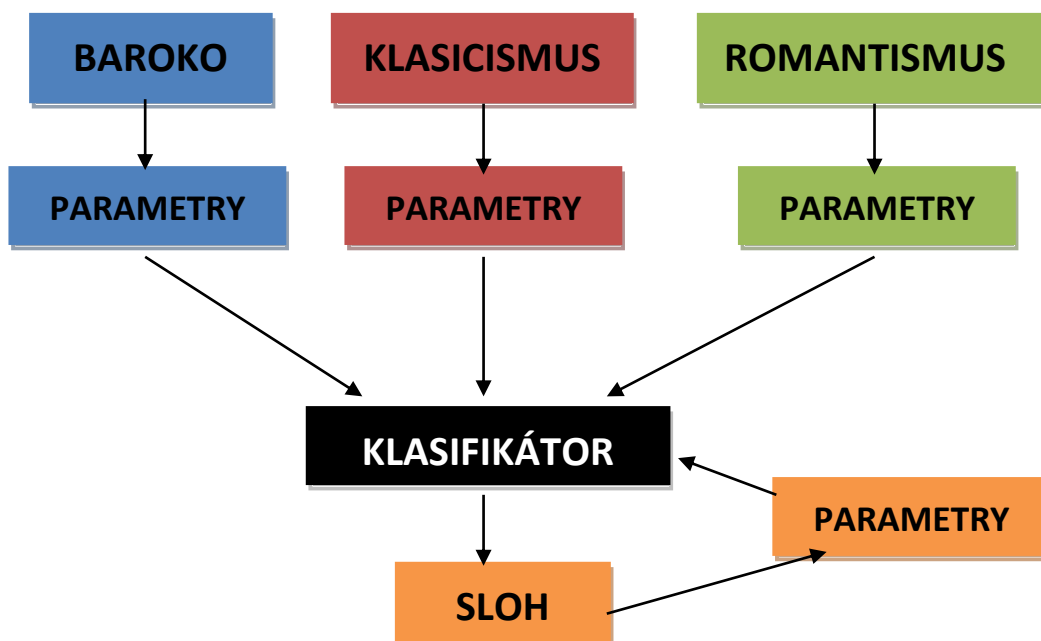 BAROKO
KLASICISMUS
ROMANTISMUS
PARAMETRY
PARAMETRY
PARAMETRY
KLASIFIKÁTOR
PARAMETRY
SLOH